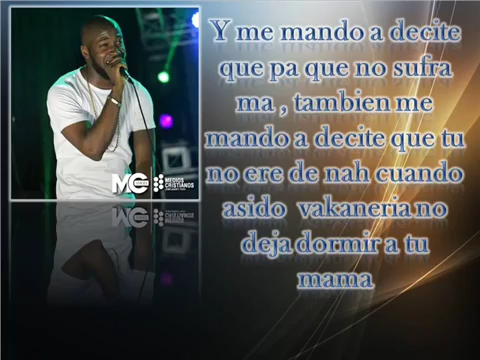 Y me mando a decite
que pa que no sufra
ma , tambien me
mando a decite que tu
no ere de nah cuando
asido vakaneria no
deja dormir a tu
mama
MC
MEDIOS
CRISTIANOS